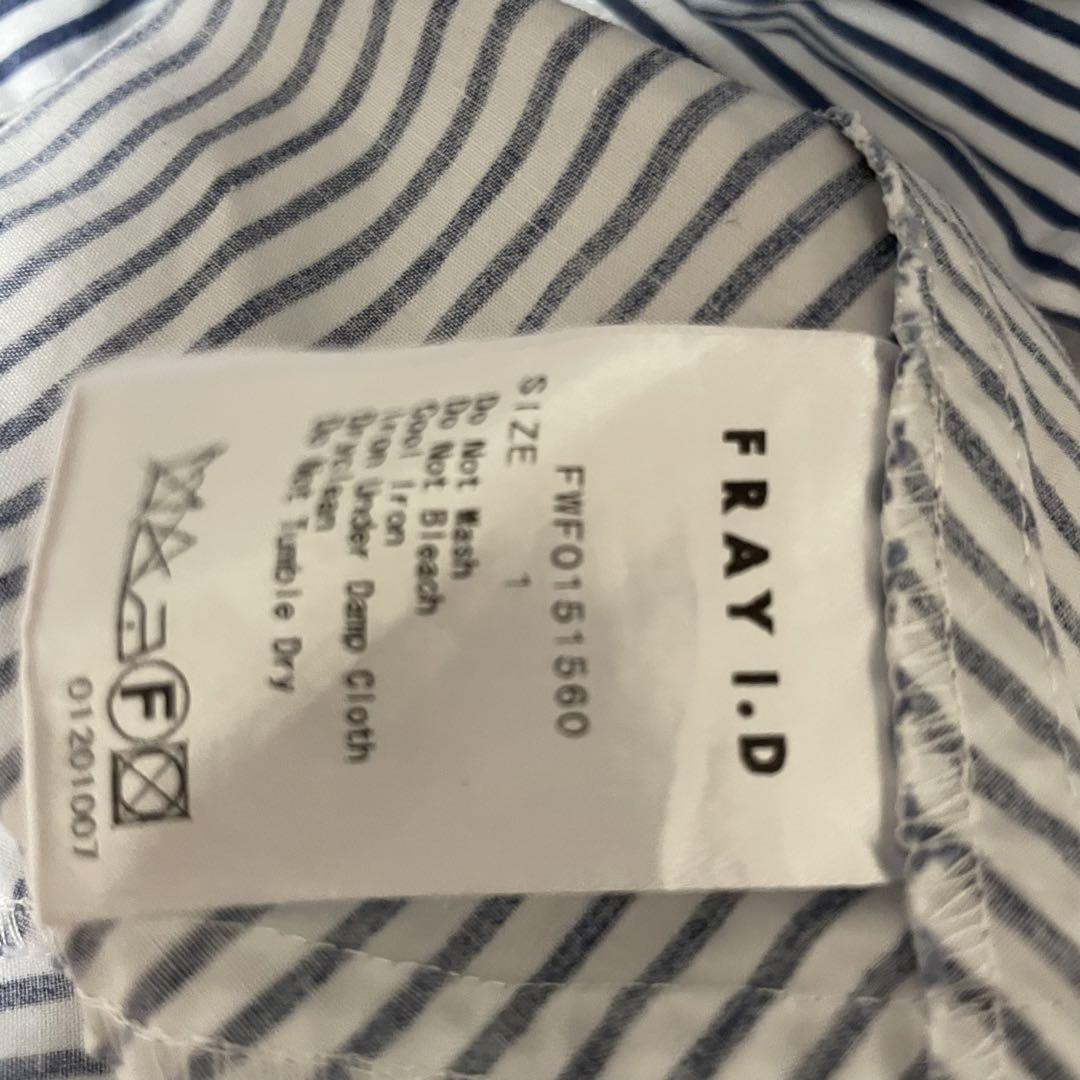 FRAY I.D
FWF0151560
SIZE 1
Do Not Wash
Do Not Bleach
Cool Iron
Iron Under Damp Cloth
Dryclean
Do Not Tumble Dry
F
011201007